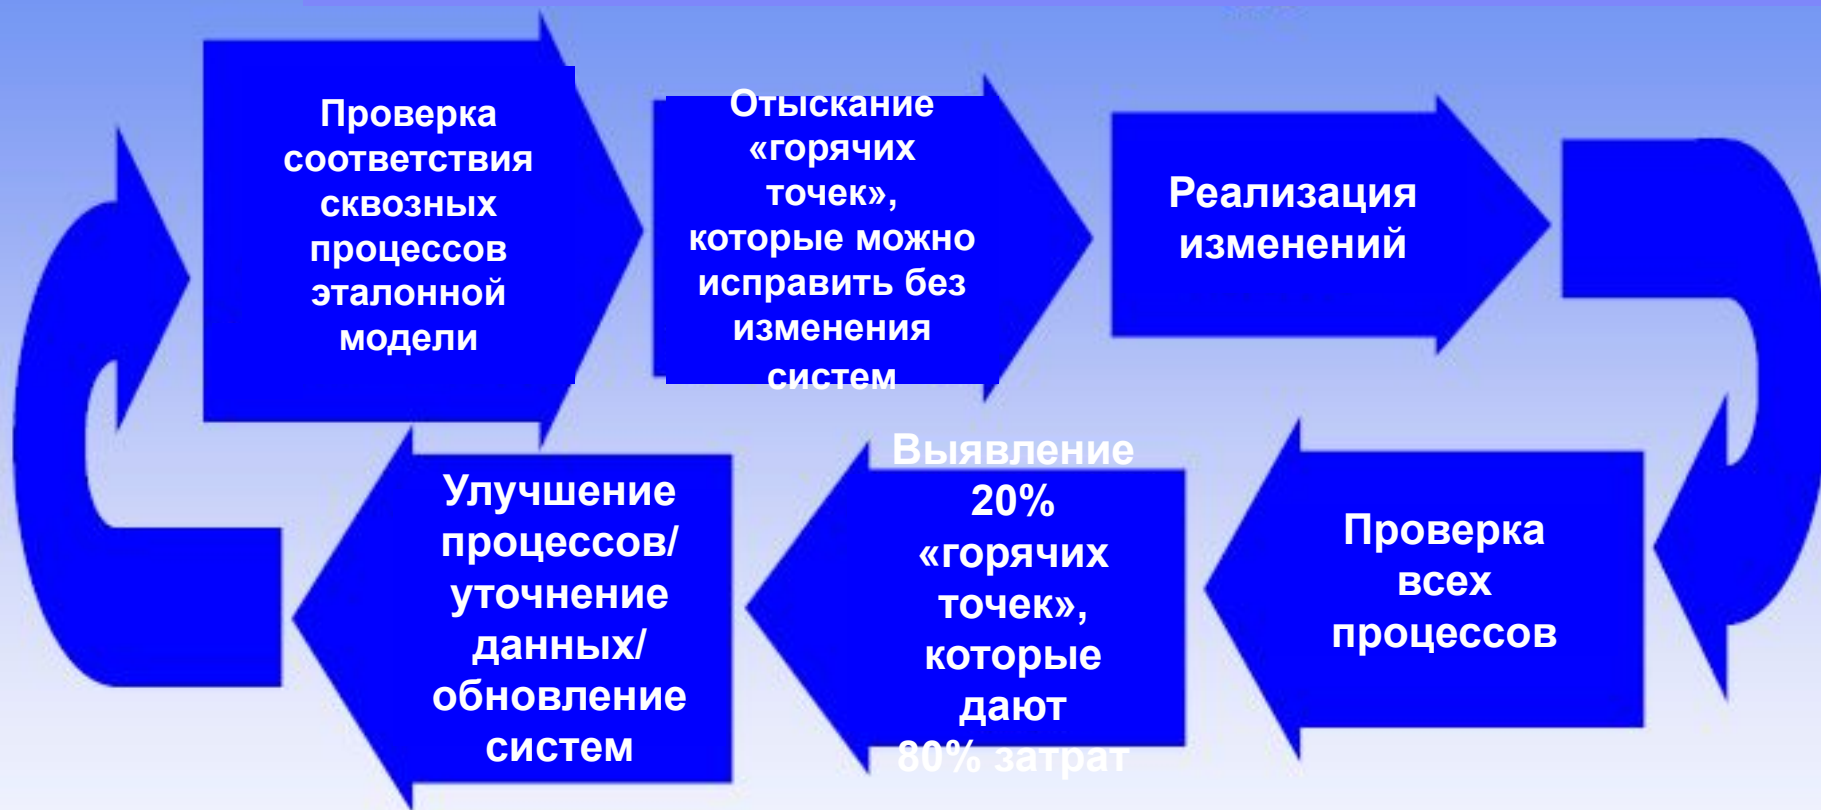 Проверка
соответствия
сквозных
процессов
эталонной
модели
Отыскание
«горячих
точек»,
которые можно
исправить без
изменения
систем
Реализация
изменений
Проверка
всех
процессов
Выявление
20%
«горячих
точек»,
которые
дают
80% затрат
Улучшение
процессов/
уточнение
данных/
обновление
систем